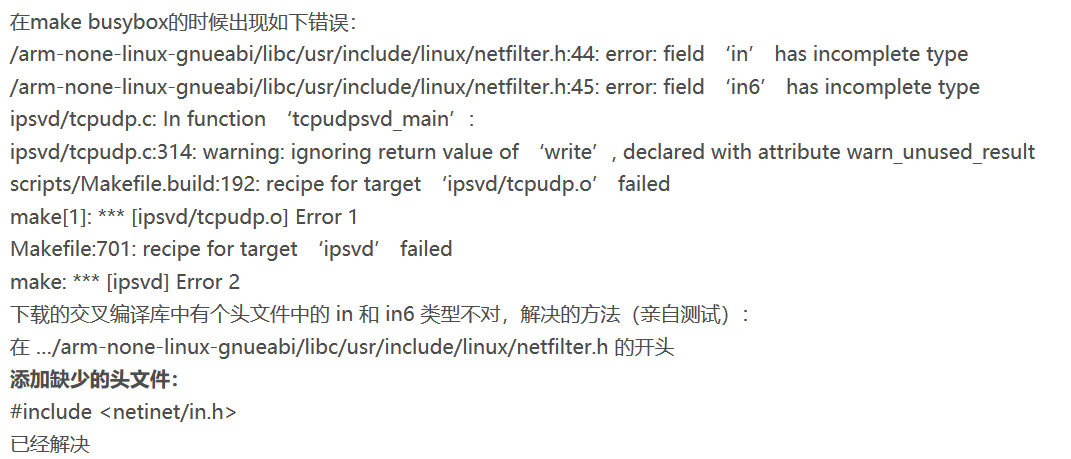 在make busybox的时候出现如下错误：
/arm-none-linux-gnueabi/libc/usr/include/linux/netfilter.h:44: error: field ‘in’ has incomplete type
/arm-none-linux-gnueabi/libc/usr/include/linux/netfilter.h:45: error: field ‘in6’ has incomplete type
ipsvd/tcpudp.c: In function ‘tcpudpsvd_main’:
ipsvd/tcpudp.c:314: warning: ignoring return value of ‘write’, declared with attribute warn_unused_result
scripts/Makefile.build:192: recipe for target ‘ipsvd/tcpudp.o’ failed
make[1]: *** [ipsvd/tcpudp.o] Error 1
Makefile:701: recipe for target ‘ipsvd’ failed
make: *** [ipsvd] Error 2
下载的交叉编译库中有个头文件中的 in 和 in6 类型不对，解决的方法（亲自测试）：
在 .../arm-none-linux-gnueabi/libc/usr/include/linux/netfilter.h 的开头
添加缺少的头文件：
#include <netinet/in.h>
已经解决